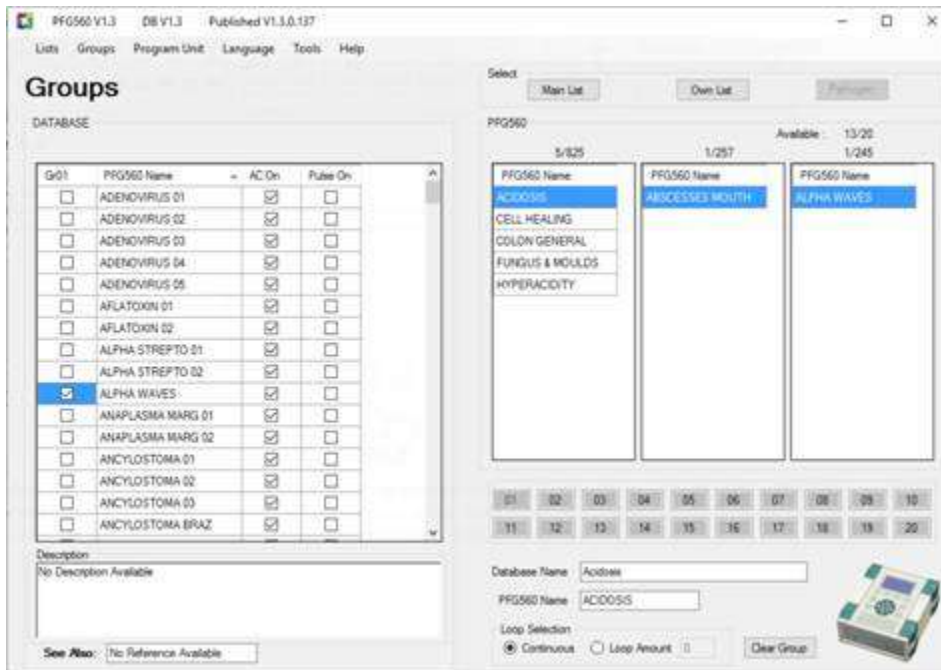 PFG560 V1.3 DB V1.3 Published V1.3.0.137
Lists Groups Program Unit Language Tools Help
Groups
DATABASE
Gr01 PFG560 Name AC On Pulse On
ADENOVIRUS 01
ADENOVIRUS 02
ADENOVIRUS 03
ADENOVIRUS 04
ADENOVIRUS 05
AFLATOXIN 01
AFLATOXIN 02
ALPHA STREPTO 01
ALPHA STREPTO 02
ALPHA WAVES
ANAPLASMA MARG 01
ANAPLASMA MARG 02
ANCYLOSTOMA 01
ANCYLOSTOMA 02
ANCYLOSTOMA 03
ANCYLOSTOMA BRAZ
Description
No Description Available
See Also: No Reference Available
Select
Main List Own List Pathogen
PFG560
Available 13/20
5/825 1/257 1/245
PFG560 Name PFG560 Name PFG560 Name
ACIDOSIS ABSCESSES MOUTH ALPHA WAVES
CELL HEALING
COLON GENERAL
FUNGUS & MOULDS
HYPERACIDITY
01 02 03 04 05 06 07 08 09 10
11 12 13 14 15 16 17 18 19 20
Database Name Acidosis
PFG560 Name ACIDOSIS
Loop Selection
Continuous Loop Amount 0 Clear Group